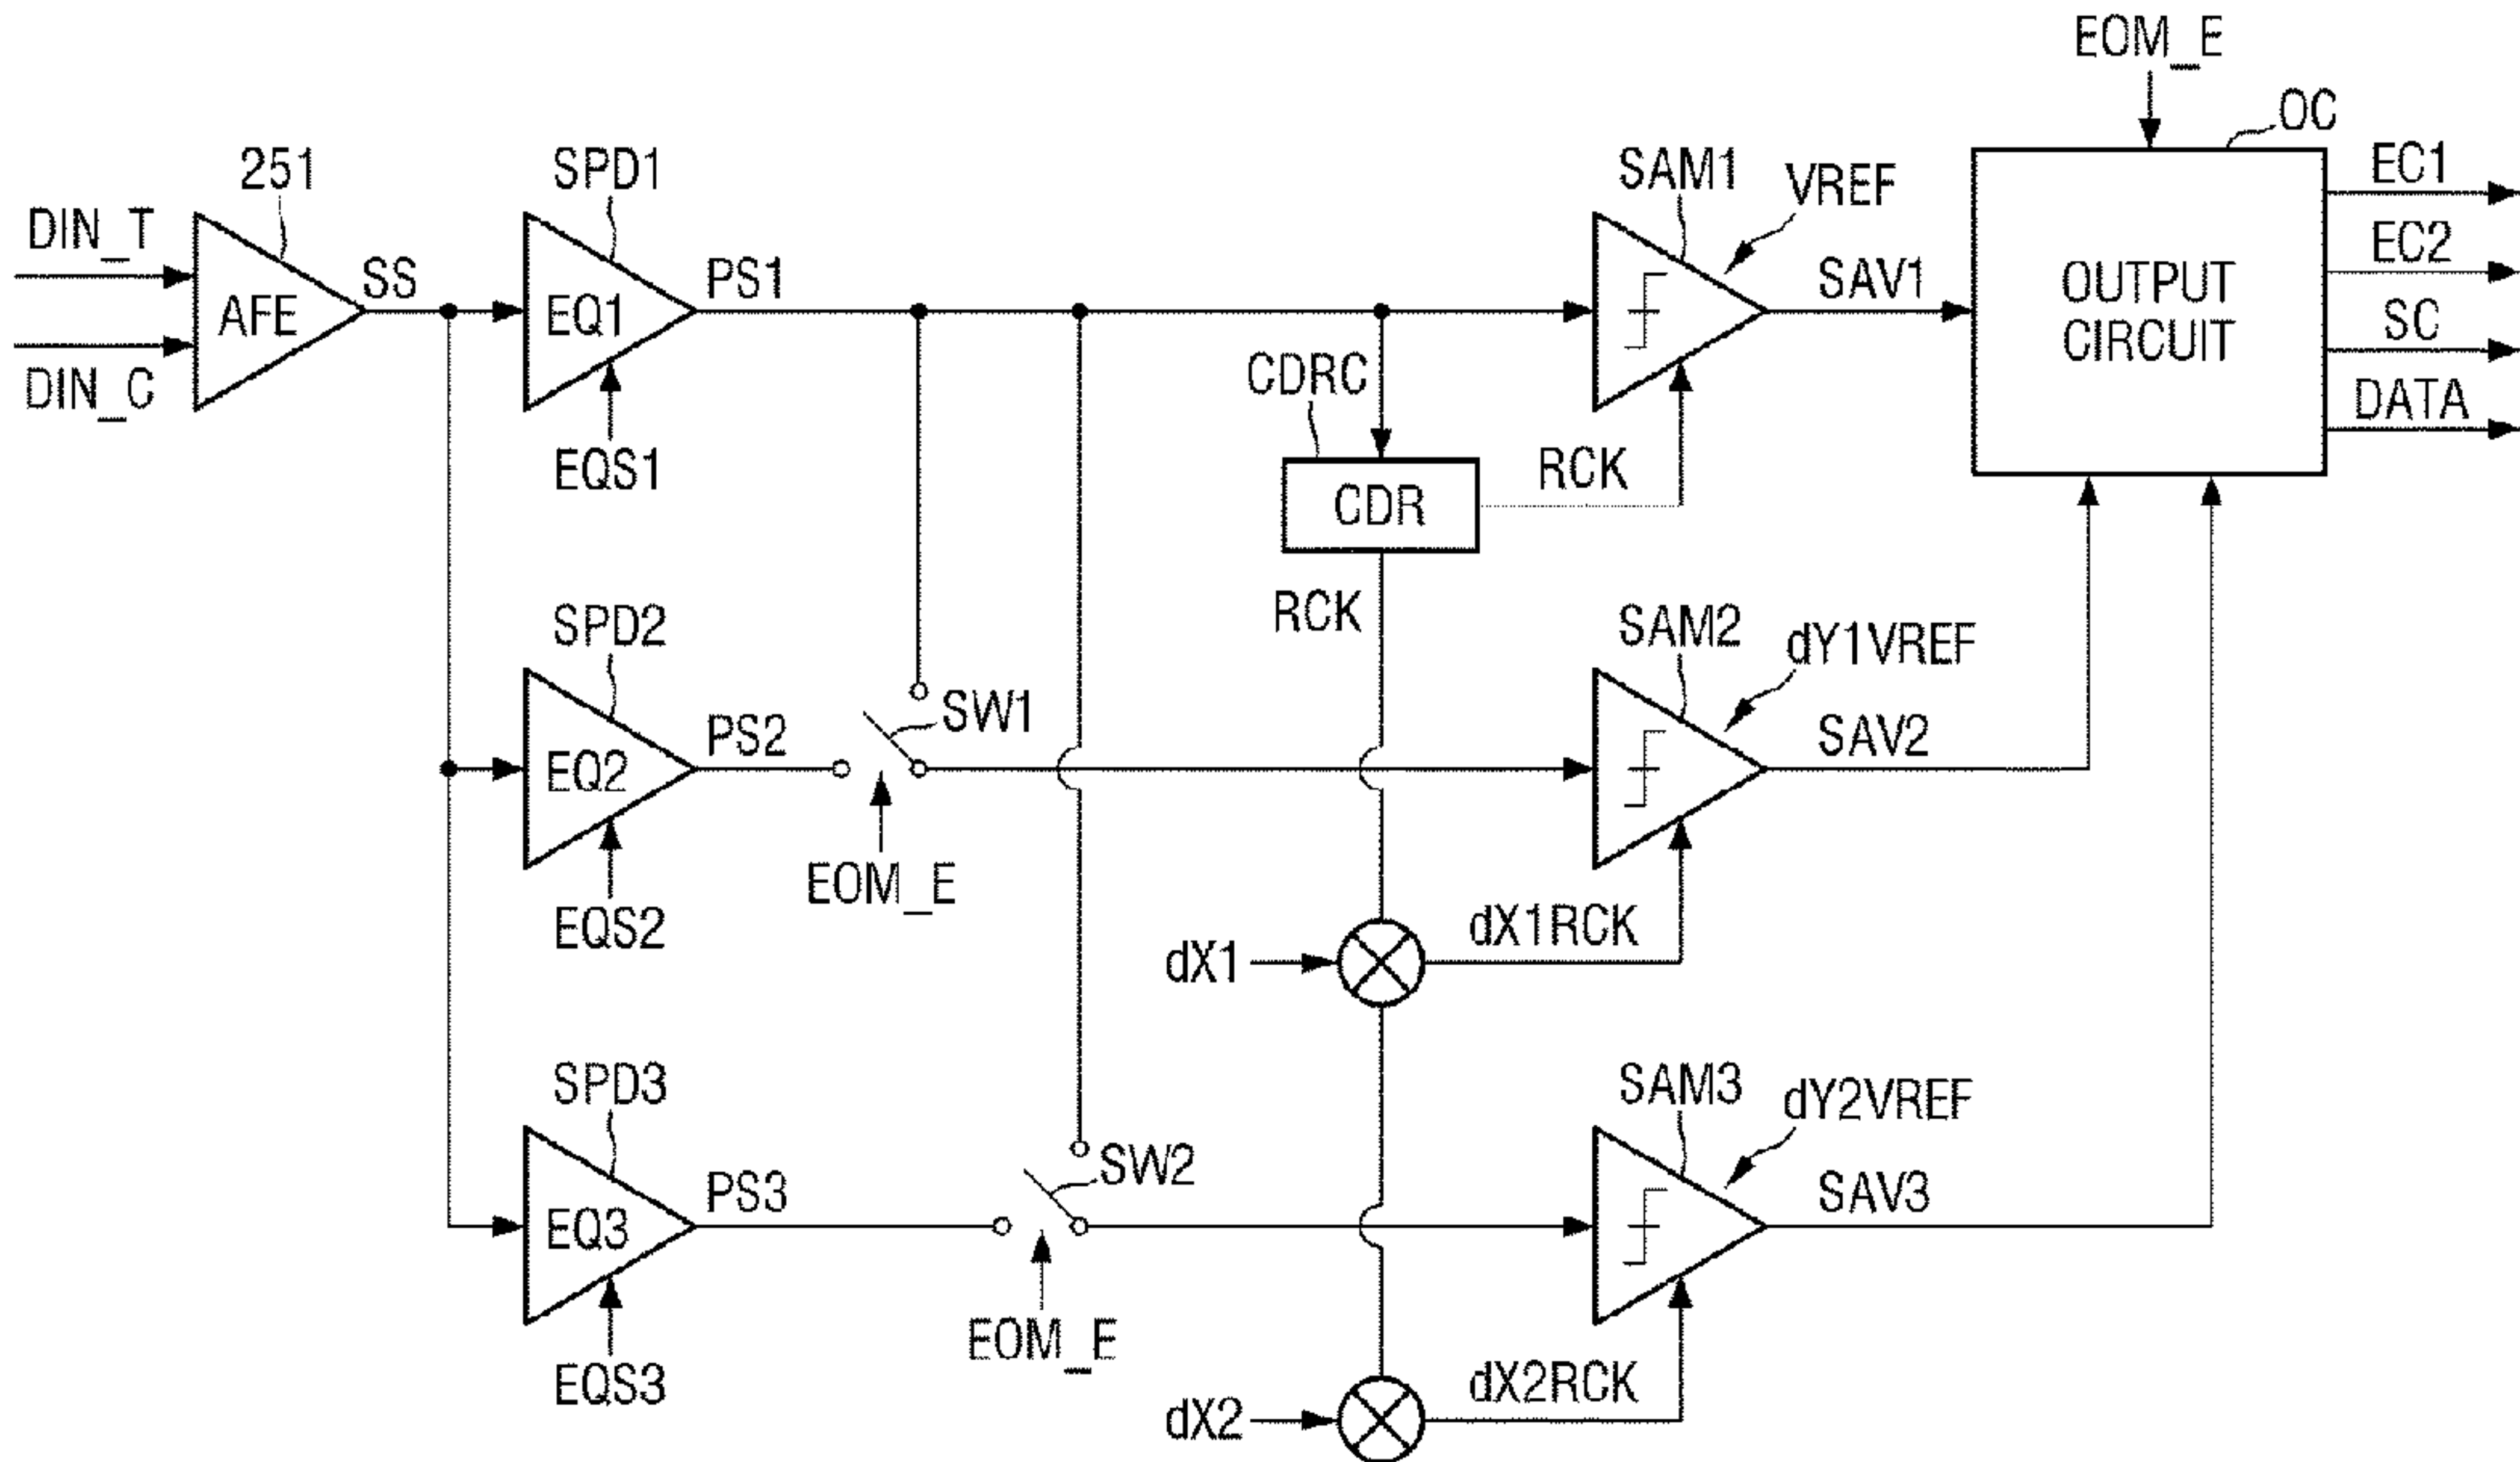 EOM_E
OC
251
SPD1
SAM1
VREF
EC1
DIN_T
SS
PS1
SAV1
EC2
AFE
EQ1
OUTPUT
CIRCUIT
SC
DIN_C
CDRC
DATA
EQS1
RCK
CDR
RCK
SPD2
SAM2
dY1VREF
PS2
SW1
SAV2
EQ2
EOM_E
EQS2
dX1RCK
dX1
SPD3
SAM3
dY2VREF
PS3
SW2
SAV3
EQ3
EOM_E
EQS3
dX2RCK
dX2